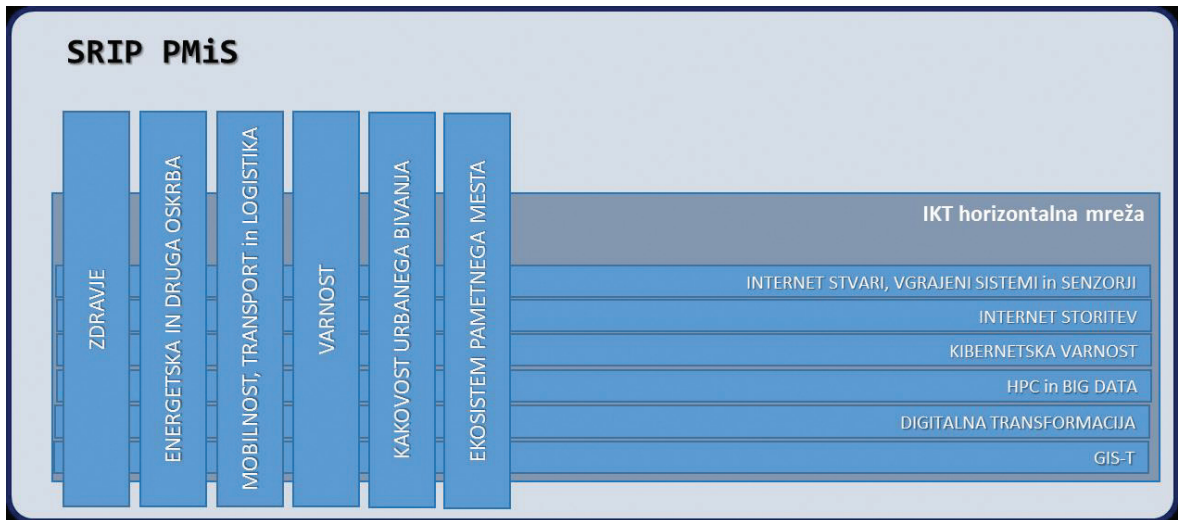 SRIP PMiS
ZDRAVJE
ENERGETSKA IN DRUGA OSKRBA
MOBILNOST, TRANSPORT in LOGISTIKA
VARNOST
KAKOVOST URBANEGA BIVANJA
EKOSISTEM PAMETNEGA MESTA
IKT horizontalna mreža
INTERNET STVARI, VGRAJENI SISTEMI in SENZORJI
INTERNET STORITEV
KIBERNETSKA VARNOST
HPC in BIG DATA
DIGITALNA TRANSFORMACIJA
GIS-T